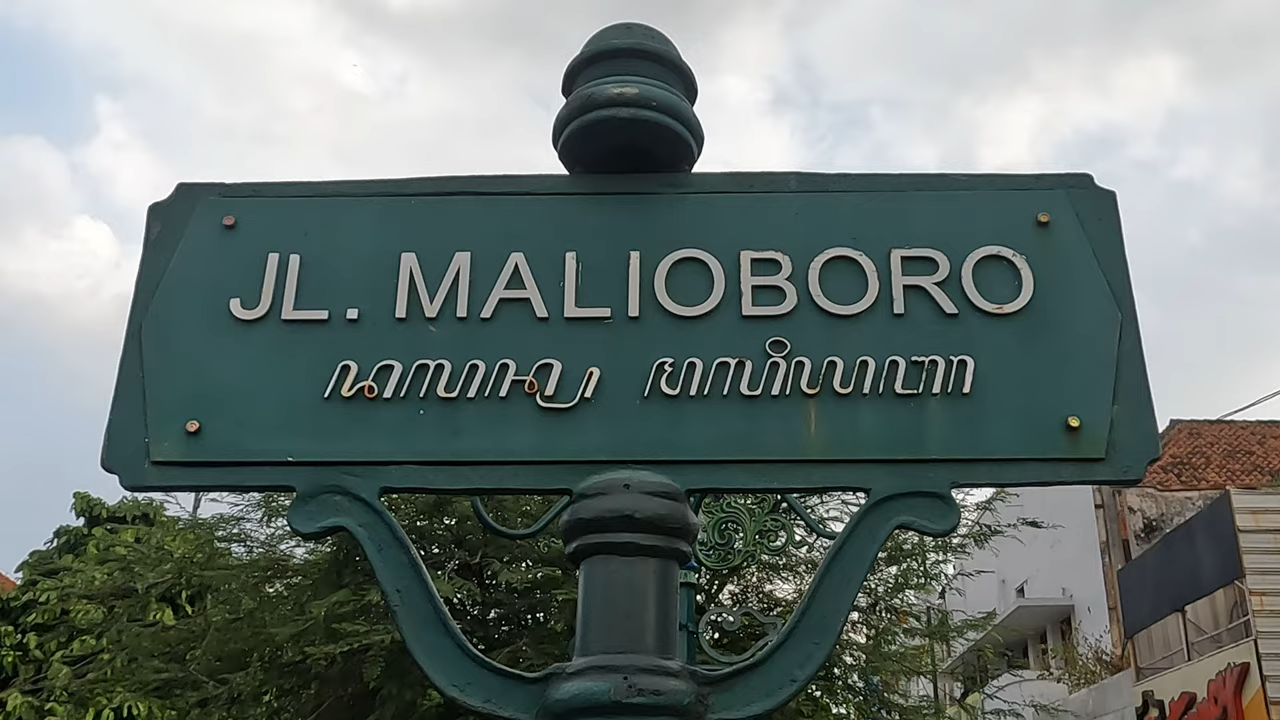 JL. MALIOBORO
ꦢꦭꦤ꧀ ꦩꦭꦶꦪꦧꦫ